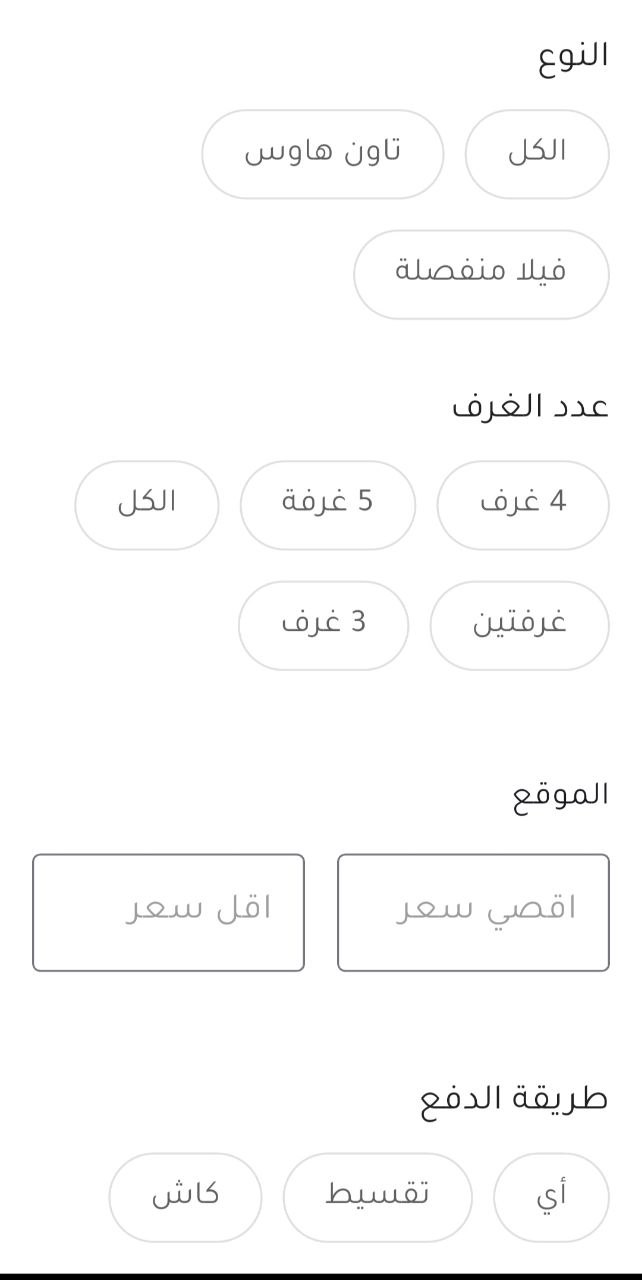 النوع
الكل تاون هاوس
فيلا منفصلة
عدد الغرف
4 غرف 5 غرفة الكل
غرفتين 3 غرف
الموقع
اقصي سعر اقل سعر
طريقة الدفع
أي تقسيط كاش